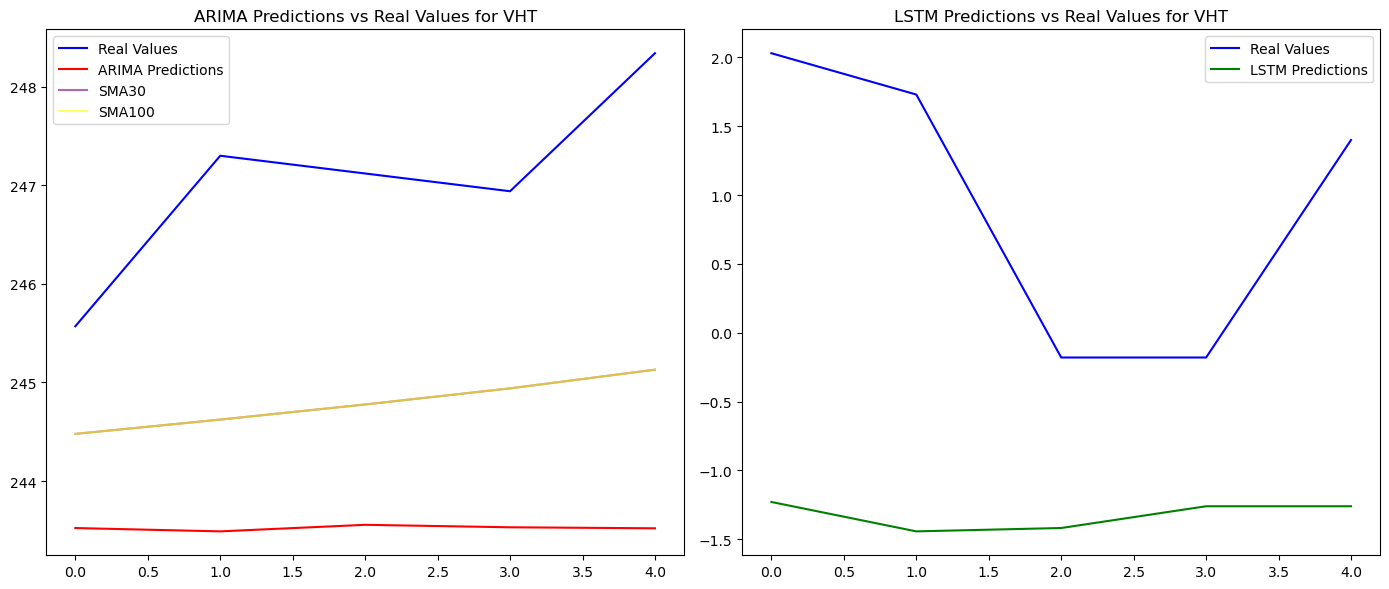 ARIMA Predictions vs Real Values for VHT
Real Values
ARIMA Predictions
SMA30
SMA100
248
247
246
245
244
0.0 0.5 1.0 1.5 2.0 2.5 3.0 3.5 4.0
LSTM Predictions vs Real Values for VHT
Real Values
LSTM Predictions
2.0
1.5
1.0
0.5
0.0
−0.5
−1.0
−1.5
0.0 0.5 1.0 1.5 2.0 2.5 3.0 3.5 4.0